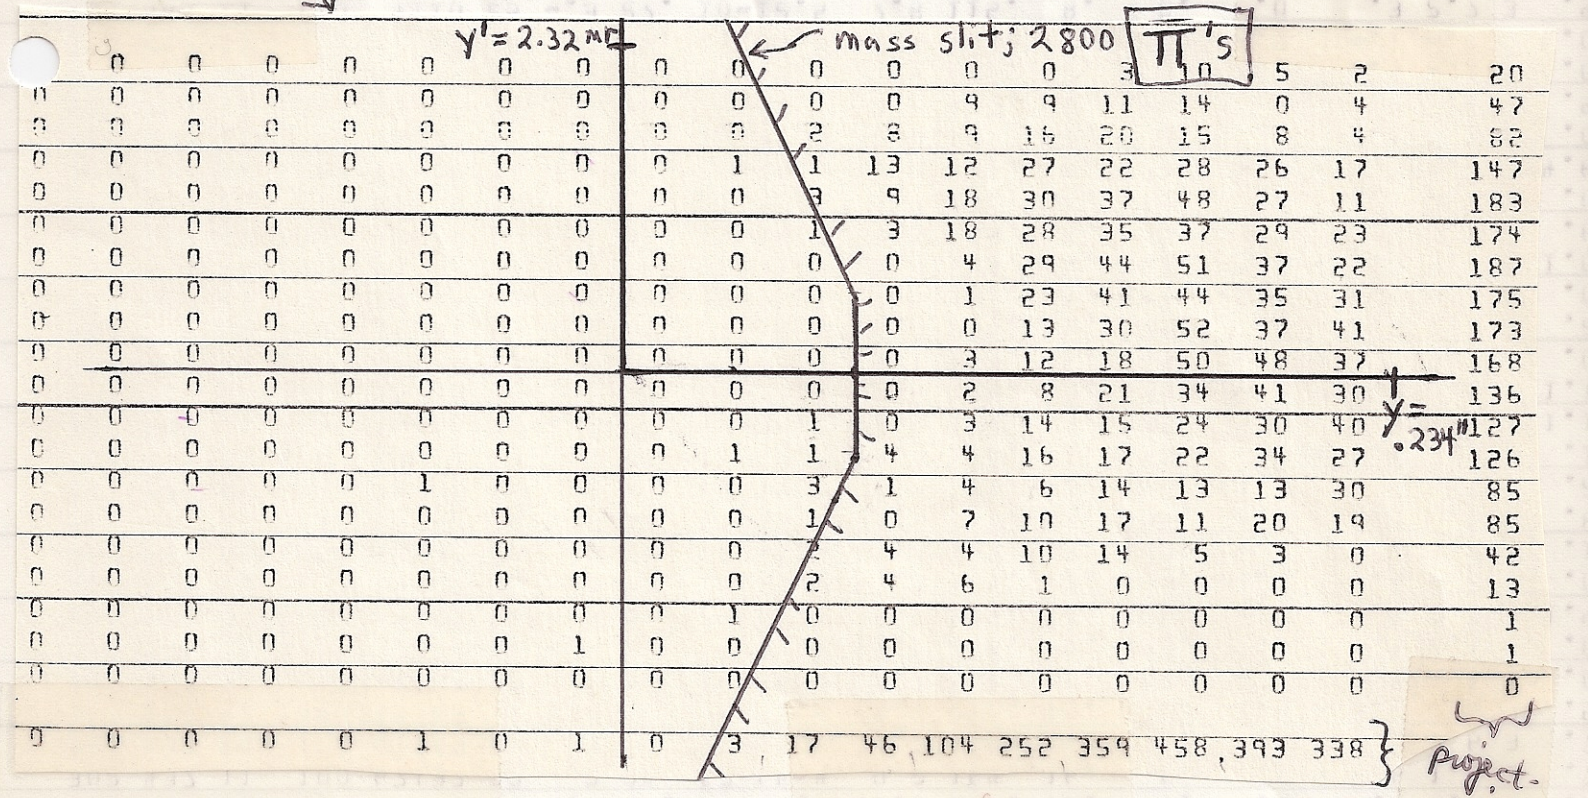 y' = 2.32 mr
mass slit; 2800 π's
0 0 0 0 0 0 0 0 0 0 0 0 0 3 10 5 2 20
0 0 0 0 0 0 0 0 0 0 0 0 9 9 11 14 0 4 47
0 0 0 0 0 0 0 0 0 0 2 8 9 16 20 15 8 4 82
0 0 0 0 0 0 0 0 0 1 1 13 12 27 22 28 26 17 147
0 0 0 0 0 0 0 0 0 0 3 9 18 30 37 48 27 11 183
0 0 0 0 0 0 0 0 0 0 1 3 18 28 35 37 29 23 174
0 0 0 0 0 0 0 0 0 0 0 0 4 29 44 51 37 22 187
0 0 0 0 0 0 0 0 0 0 0 0 1 23 41 44 35 31 175
0 0 0 0 0 0 0 0 0 0 0 0 0 13 30 52 37 41 173
0 0 0 0 0 0 0 0 0 0 0 0 3 12 18 50 48 37 168
0 0 0 0 0 0 0 0 0 0 0 0 2 8 21 34 41 30 136
0 0 0 0 0 0 0 0 0 0 1 0 3 14 15 24 30 40 127
y = .234"
0 0 0 0 0 0 0 0 0 1 1 4 4 16 17 22 34 27 126
0 0 0 0 0 1 0 0 0 0 3 1 4 6 14 13 13 30 85
0 0 0 0 0 0 0 0 0 0 1 0 7 10 17 11 20 19 85
0 0 0 0 0 0 0 0 0 0 2 4 4 10 14 5 3 0 42
0 0 0 0 0 0 0 0 0 0 2 4 6 1 0 0 0 0 13
0 0 0 0 0 0 0 0 0 1 0 0 0 0 0 0 0 0 1
0 0 0 0 0 0 0 1 0 0 0 0 0 0 0 0 0 0 1
0 0 0 0 0 0 0 0 0 0 0 0 0 0 0 0 0 0 0
0 0 0 0 0 1 0 1 0 3, 17 46, 104 252, 359 458, 393 338 }
project.